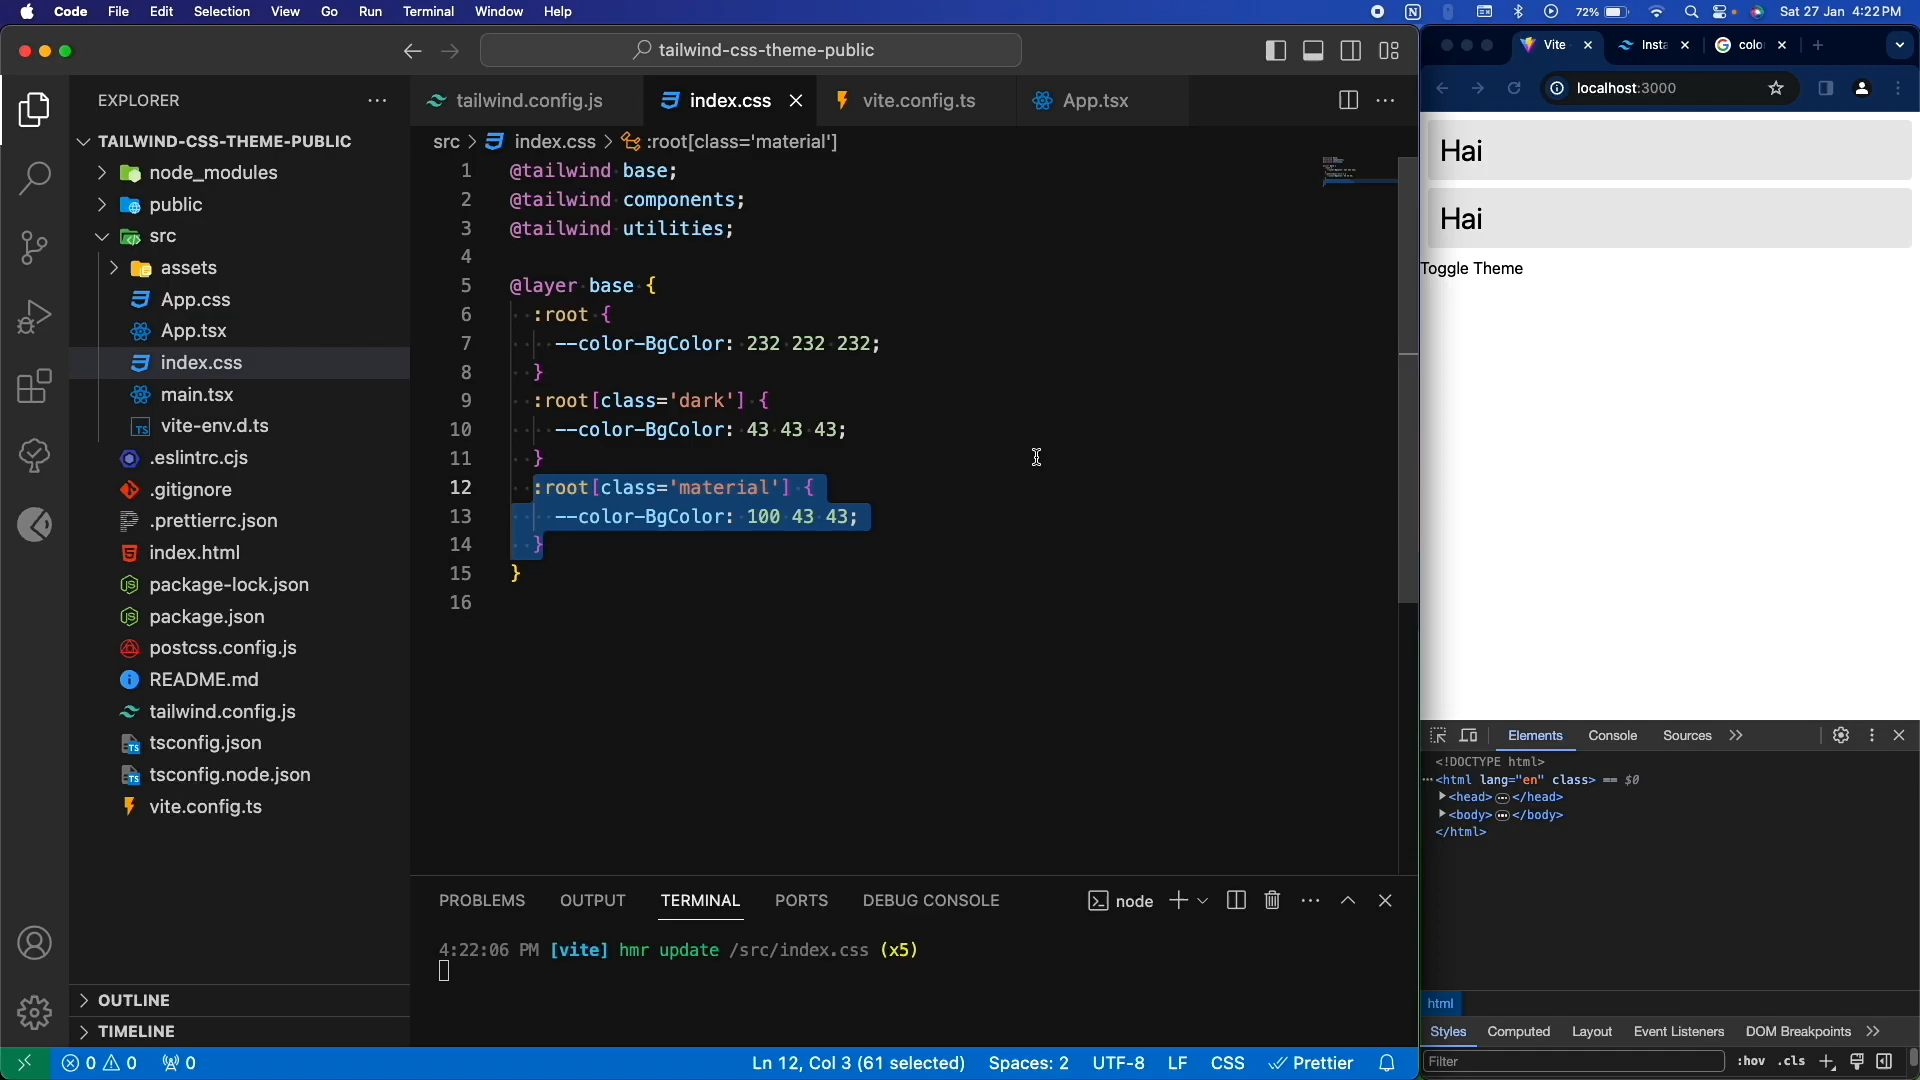 Code File Edit Selection View Go Run Terminal Window Help
72% Sat 27 Jan 4:22 PM
tailwind-css-theme-public
EXPLORER
TAILWIND-CSS-THEME-PUBLIC
node_modules
public
src
assets
App.css
App.tsx
index.css
main.tsx
vite-env.d.ts
.eslintrc.cjs
.gitignore
.prettierrc.json
index.html
package-lock.json
package.json
postcss.config.js
README.md
tailwind.config.js
tsconfig.json
tsconfig.node.json
vite.config.ts
OUTLINE
TIMELINE
tailwind.config.js index.css vite.config.ts App.tsx
src > index.css > :root[class='material']
1 @tailwind base;
2 @tailwind components;
3 @tailwind utilities;
4
5 @layer base {
6 :root {
7 --color-BgColor: 232 232 232;
8 }
9 :root[class='dark'] {
10 --color-BgColor: 43 43 43;
11 }
12 :root[class='material'] {
13 --color-BgColor: 100 43 43;
14 }
15 }
16
PROBLEMS OUTPUT TERMINAL PORTS DEBUG CONSOLE
node
4:22:06 PM [vite] hmr update /src/index.css (x5)
0 0 0
Ln 12, Col 3 (61 selected) Spaces: 2 UTF-8 LF CSS Prettier
Vite Insta colo
localhost:3000
Hai
Hai
Toggle Theme
Elements Console Sources
<!DOCTYPE html>
<html lang="en" class> == $0
<head> </head>
<body> </body>
</html>
html
Styles Computed Layout Event Listeners DOM Breakpoints
Filter :hov .cls